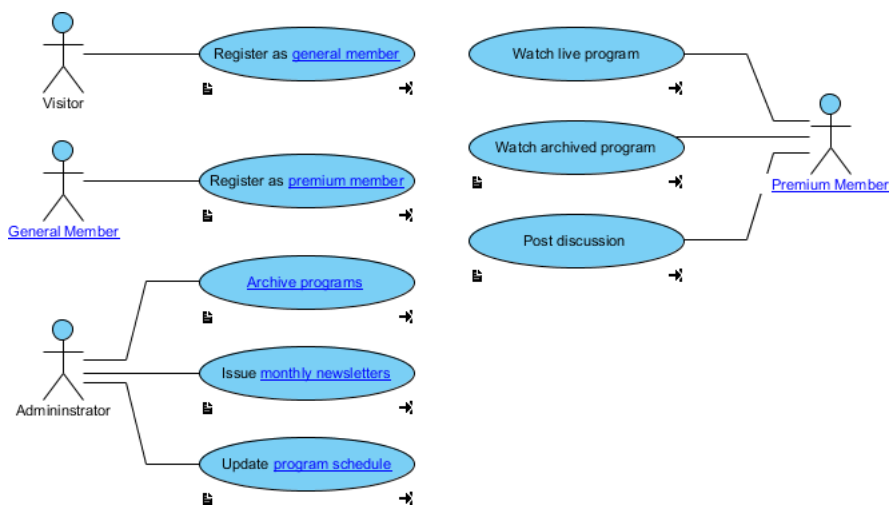 Register as general member
Visitor
Register as premium member
General Member
Archive programs
Issue monthly newsletters
Admininstrator
Update program schedule
Watch live program
Watch archived program
Premium Member
Post discussion